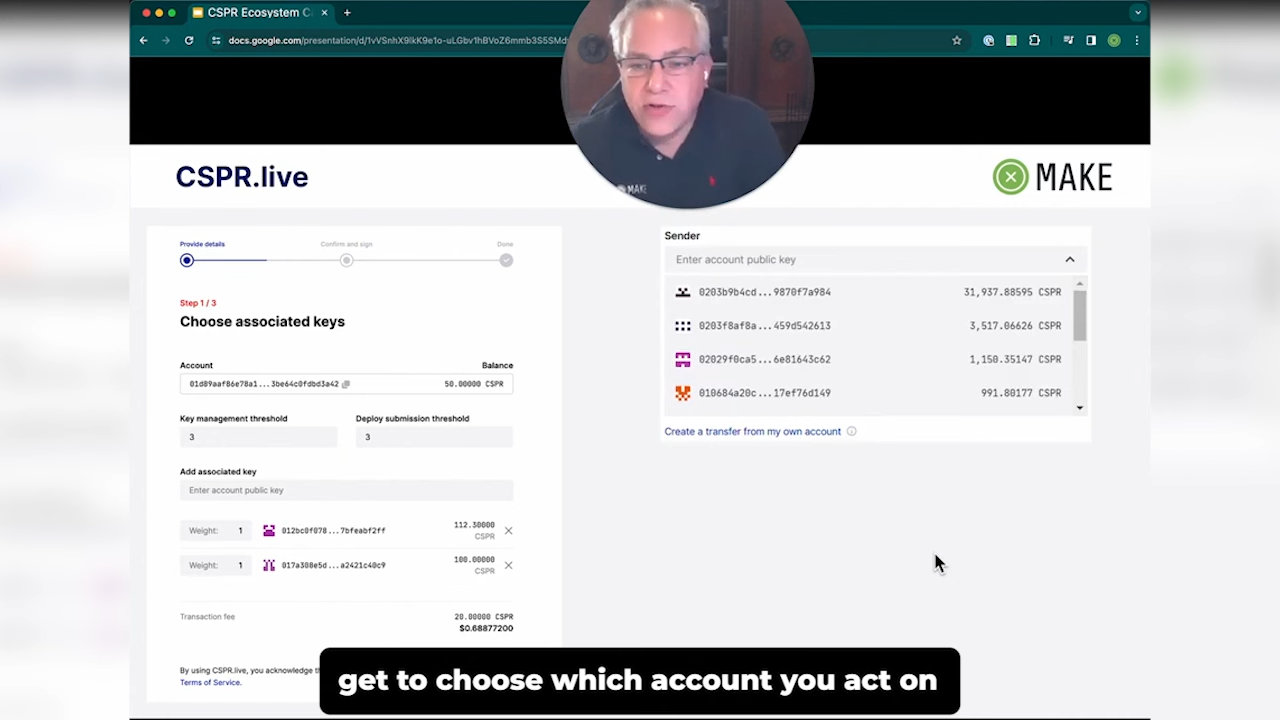 CSPR Ecosystem C
docs.google.com/presentation/d/1vVSnhX9lkK9e1o-uLGbv1hBVoZ6mmb3S5SMd
MAKE
CSPR.live
MAKE
Provide details
Confirm and sign
Done
Step 1 / 3
Choose associated keys
Account
Balance
01d89aaf86e78a1...3be64c0fdbd3a42
50.00000 CSPR
Key management threshold
Deploy submission threshold
3
3
Add associated key
Enter account public key
Weight: 1
012bc0f078...7bfeabf2ff
112.30000
CSPR
Weight: 1
017a308e5d...a2421c40c9
100.00000
CSPR
Transaction fee
20.00000 CSPR
$0.68877200
By using CSPR.live, you acknowledge
Terms of Service.
Sender
Enter account public key
0203b9b4cd...9870f7a984
31,937.88595 CSPR
0203f8af8a...459d542613
3,517.06626 CSPR
02029f0ca5...6e81643c62
1,150.35147 CSPR
010684a20c...17ef76d149
991.80177 CSPR
Create a transfer from my own account
get to choose which account you act on